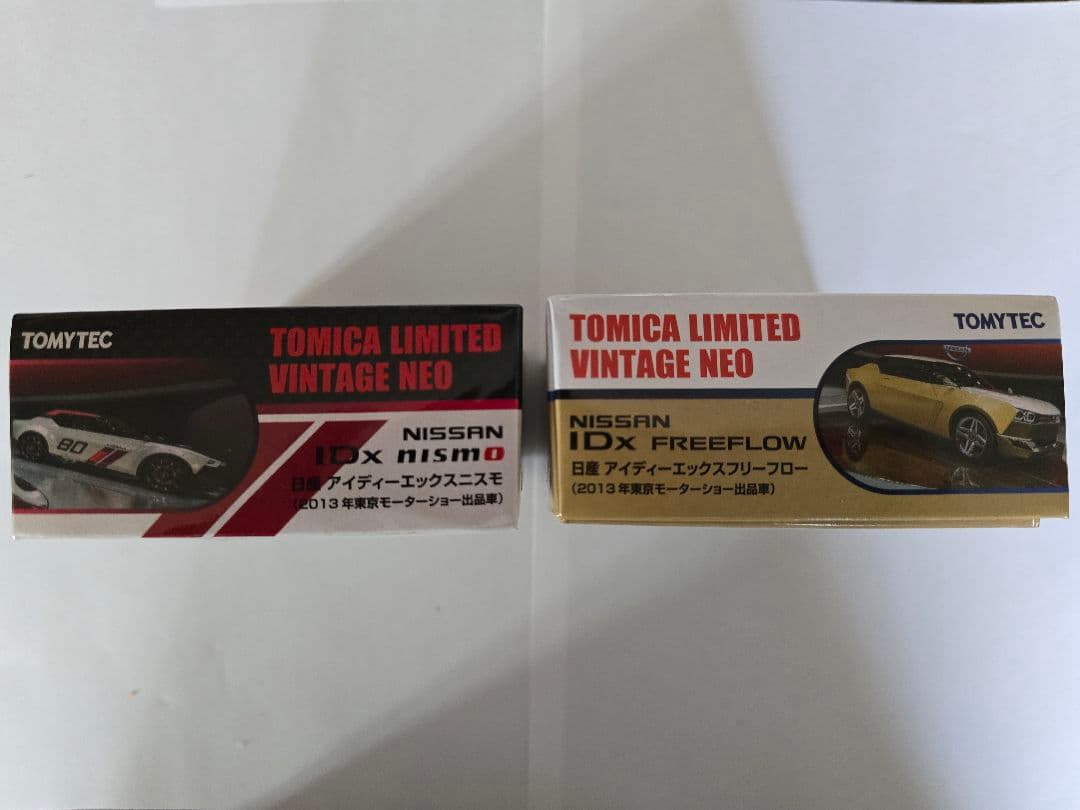 TOMYTEC
TOMICA LIMITED
VINTAGE NEO
80
NISSAN
IDx nismo
日産 アイディーエックスニスモ
(2013年東京モーターショー出品車)
TOMICA LIMITED
VINTAGE NEO
TOMYTEC
NISSAN
IDx FREEFLOW
日産 アイディーエックスフリーフロー
(2013年東京モーターショー出品車)